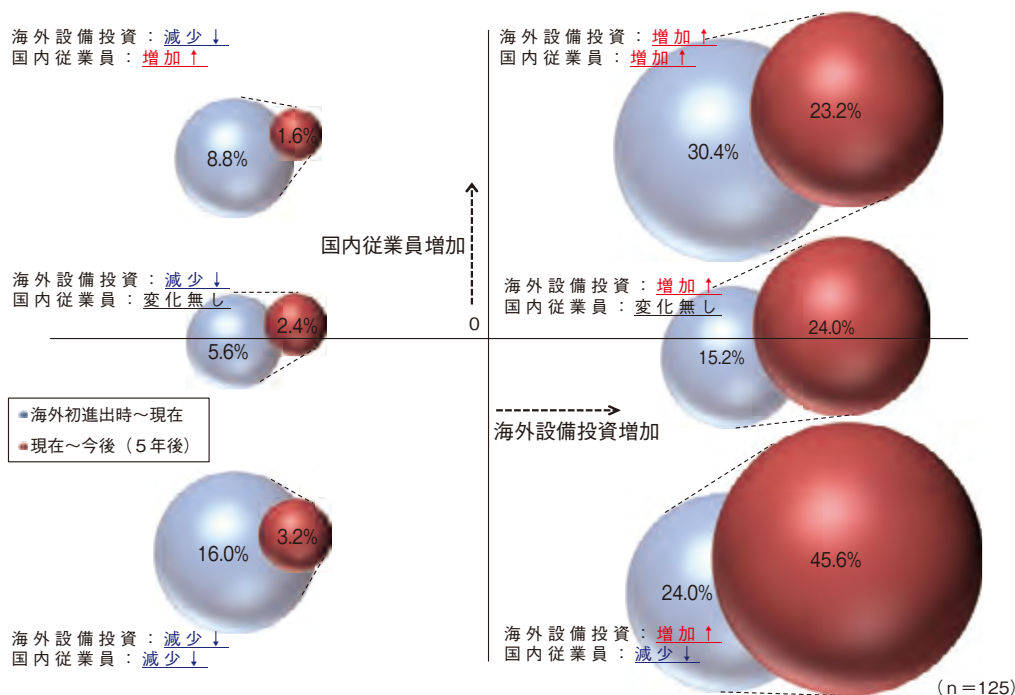 海外設備投資：減少↓
国内従業員：増加↑
8.8%
1.6%
海外設備投資：増加↑
国内従業員：増加↑
30.4%
23.2%
国内従業員増加
海外設備投資：減少↓
国内従業員：変化無し
5.6%
2.4%
0
海外設備投資：増加↑
国内従業員：変化無し
15.2%
24.0%
海外初進出時～現在
現在～今後（5年後）
海外設備投資増加
16.0%
3.2%
海外設備投資：減少↓
国内従業員：減少↓
24.0%
45.6%
海外設備投資：増加↑
国内従業員：減少↓
（n＝125）